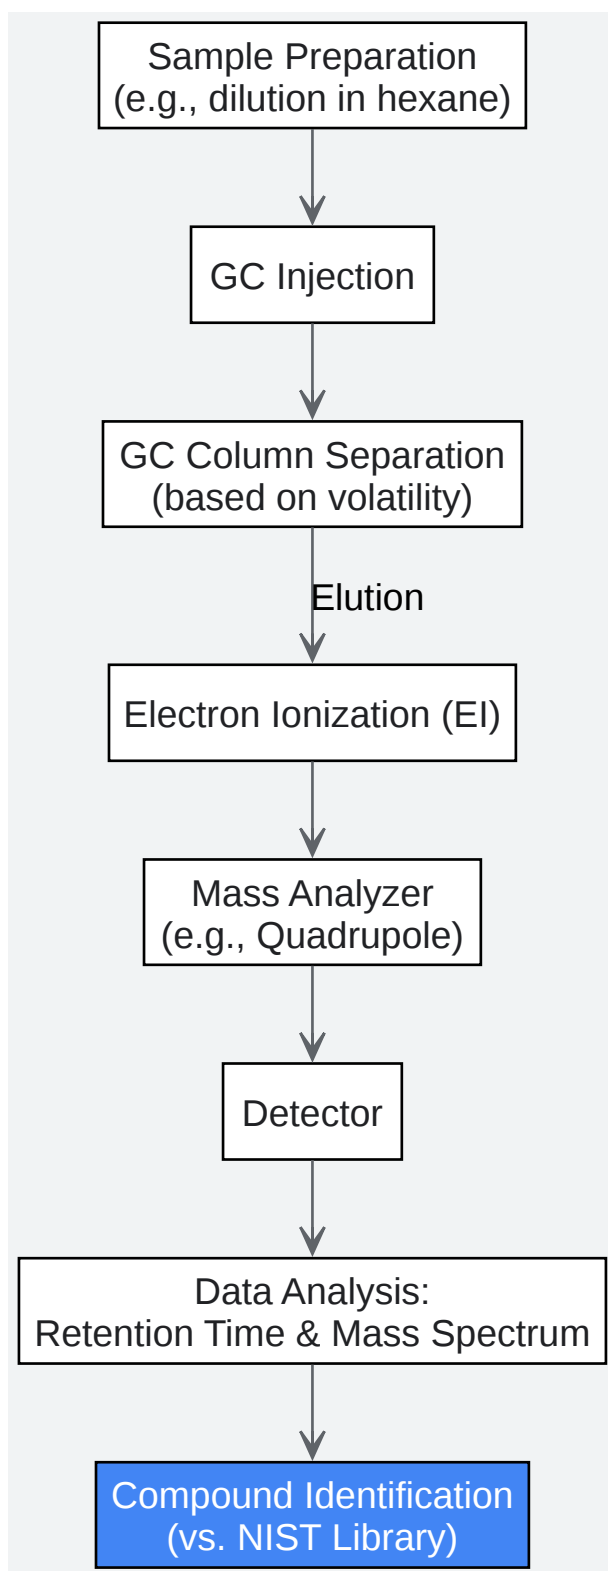 Sample Preparation
(e.g., dilution in hexane)
GC Injection
GC Column Separation
(based on volatility)
Elution
Electron Ionization (EI)
Mass Analyzer
(e.g., Quadrupole)
Detector
Data Analysis:
Retention Time & Mass Spectrum
Compound Identification
(vs. NIST Library)